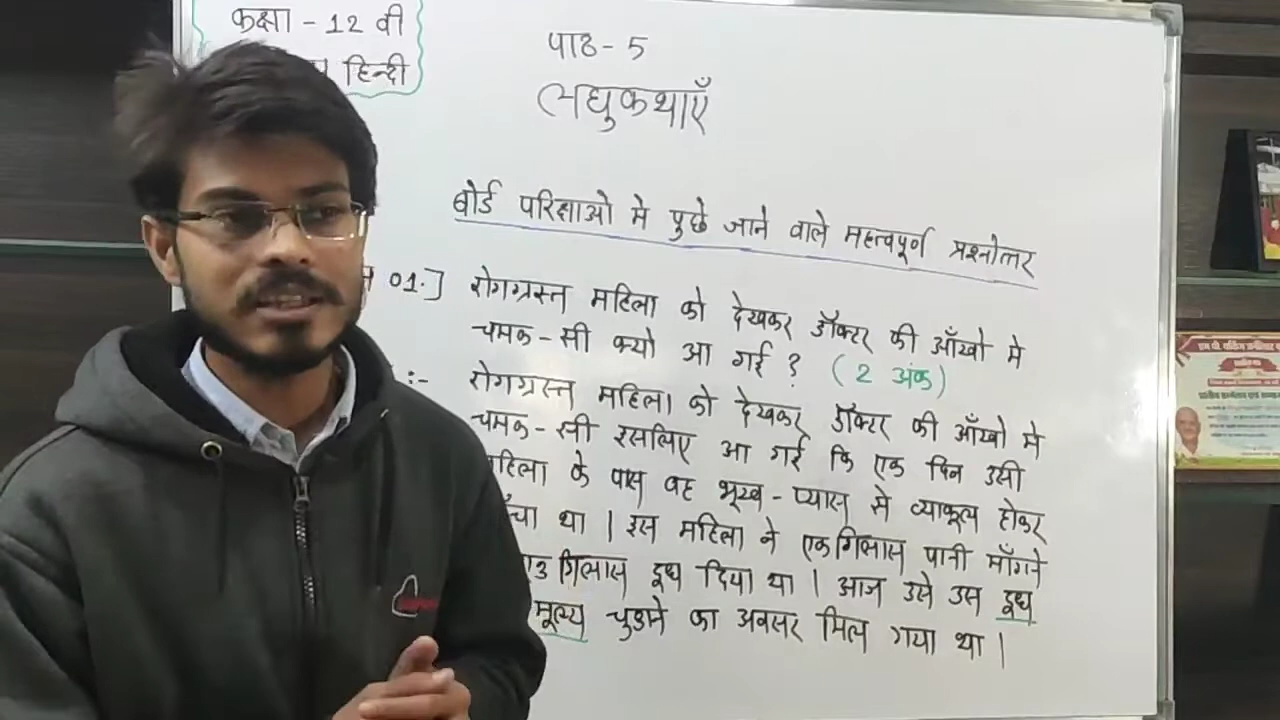 कक्षा - 12 वी
हिन्दी
पाठ - 5
लघुकथाएँ
बोर्ड परिक्षाओ मे पुछे जाने वाले महत्वपूर्ण प्रश्नोत्तर
01.] रोगग्रस्त महिला को देखकर डॉक्टर की आँखो मे
चमक - सी क्यो आ गई ? (2 अंक)
:- रोगग्रस्त महिला को देखकर डॉक्टर की आँखो मे
चमक - सी इसलिए आ गई कि एक दिन उसी
महिला के पास वह भूख - प्यास से व्याकुल होकर
था | इस महिला ने एक गिलास पानी माँगने
गिलास दूध दिया था | आज उसे उस दूध
मूल्य चुकाने का अवसर मिल गया था |